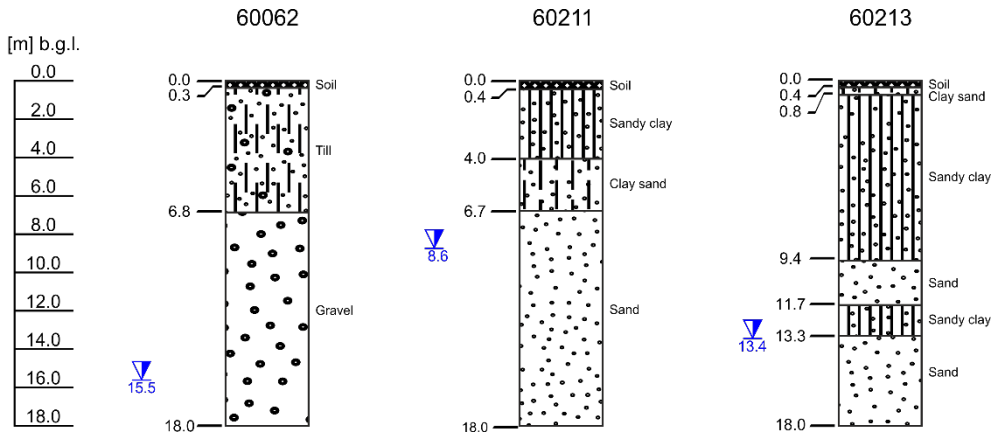 60062
60211
60213
[m] b.g.l.
0.0
2.0
4.0
6.0
8.0
10.0
12.0
14.0
16.0
18.0
0.0
0.3
6.8
18.0
Soil
Till
Gravel
15.5
0.0
0.4
4.0
6.7
18.0
Soil
Sandy clay
Clay sand
Sand
8.6
0.0
0.4
0.8
9.4
11.7
13.3
18.0
Soil
Clay sand
Sandy clay
Sand
Sandy clay
Sand
13.4